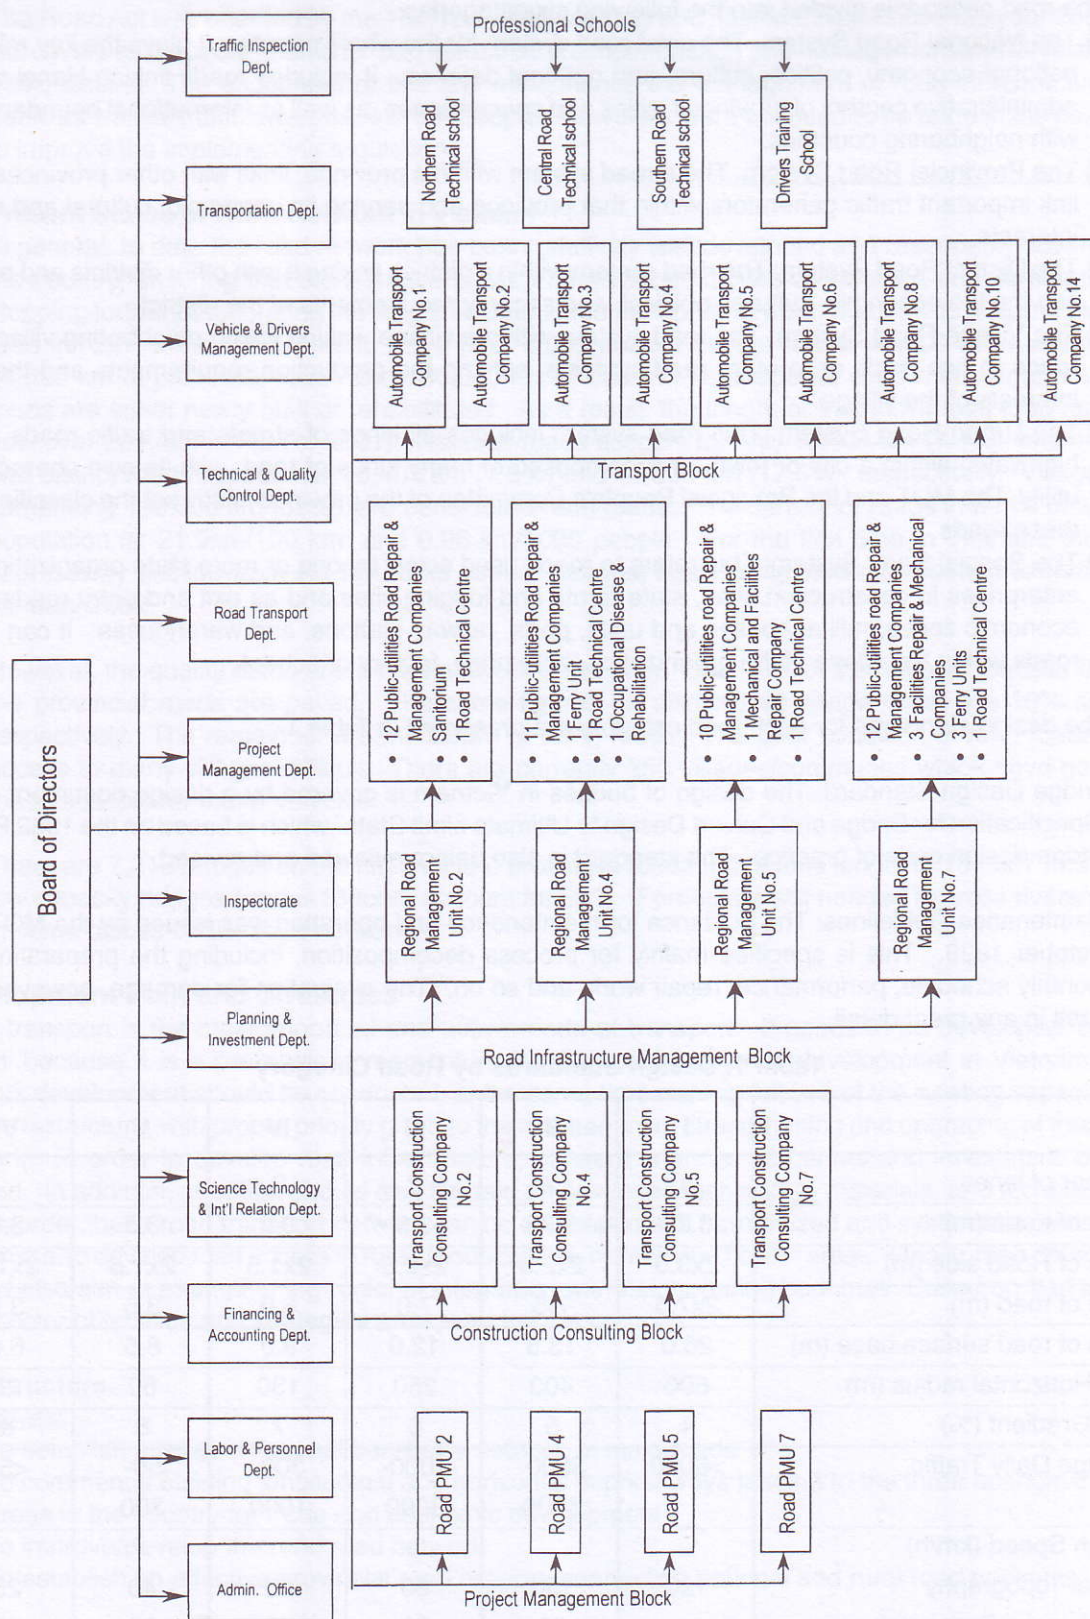 Professional Schools
Traffic Inspection
Dept.
Transportation Dept.
Vehicle & Drivers
Management Dept.
Technical & Quality
Control Dept.
Road Transport
Dept.
Project
Management Dept.
Inspectorate
Planning &
Investment Dept.
Science Technology
& Int'l Relation Dept.
Financing &
Accounting Dept.
Labor & Personnel
Dept.
Admin. Office
Board of Directors
Northern Road
Technical school
Central Road
Technical school
Southern Road
Technical school
Drivers Training
School
Automobile Transport
Company No.1
Automobile Transport
Company No.2
Automobile Transport
Company No.3
Automobile Transport
Company No.4
Automobile Transport
Company No.5
Automobile Transport
Company No.6
Automobile Transport
Company No.8
Automobile Transport
Company No.10
Automobile Transport
Company No.14
Transport Block
• 12 Public-utilities road Repair &
Management Companies
• Sanitorium
• 1 Road Technical Centre
• 11 Public-utilities road Repair &
Management Companies
• 1 Ferry Unit
• 1 Road Technical Centre
• 1 Occupational Disease &
Rehabilitation
• 10 Public-utilities road Repair &
Management Companies
• 1 Mechanical and Facilities
Repair Company
• 1 Road Technical Centre
• 12 Public-utilities road Repair &
Management Companies
• 3 Facilities Repair & Mechanical
Companies
• 3 Ferry Units
• 3 Road Technical Centre
Regional Road
Management
Unit No.2
Regional Road
Management
Unit No.4
Regional Road
Management
Unit No.5
Regional Road
Management
Unit No.7
Road Infrastructure Management Block
Transport Construction
Consulting Company
No.2
Transport Construction
Consulting Company
No.4
Transport Construction
Consulting Company
No.5
Transport Construction
Consulting Company
No.7
Construction Consulting Block
Road PMU 2
Road PMU 4
Road PMU 5
Road PMU 7
Project Management Block